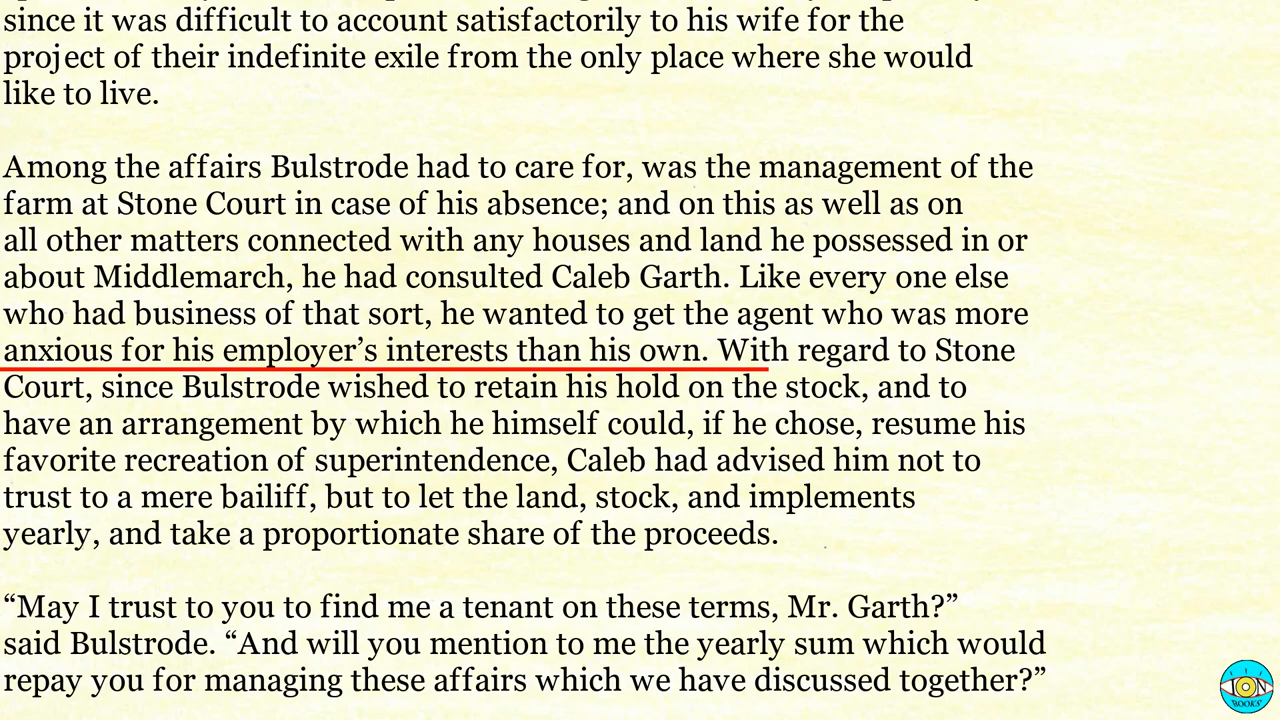 since it was difficult to account satisfactorily to his wife for the
project of their indefinite exile from the only place where she would
like to live.
Among the affairs Bulstrode had to care for, was the management of the
farm at Stone Court in case of his absence; and on this as well as on
all other matters connected with any houses and land he possessed in or
about Middlemarch, he had consulted Caleb Garth. Like every one else
who had business of that sort, he wanted to get the agent who was more
anxious for his employer’s interests than his own. With regard to Stone
Court, since Bulstrode wished to retain his hold on the stock, and to
have an arrangement by which he himself could, if he chose, resume his
favorite recreation of superintendence, Caleb had advised him not to
trust to a mere bailiff, but to let the land, stock, and implements
yearly, and take a proportionate share of the proceeds.
“May I trust to you to find me a tenant on these terms, Mr. Garth?”
said Bulstrode. “And will you mention to me the yearly sum which would
repay you for managing these affairs which we have discussed together?”
ION
BOOKS